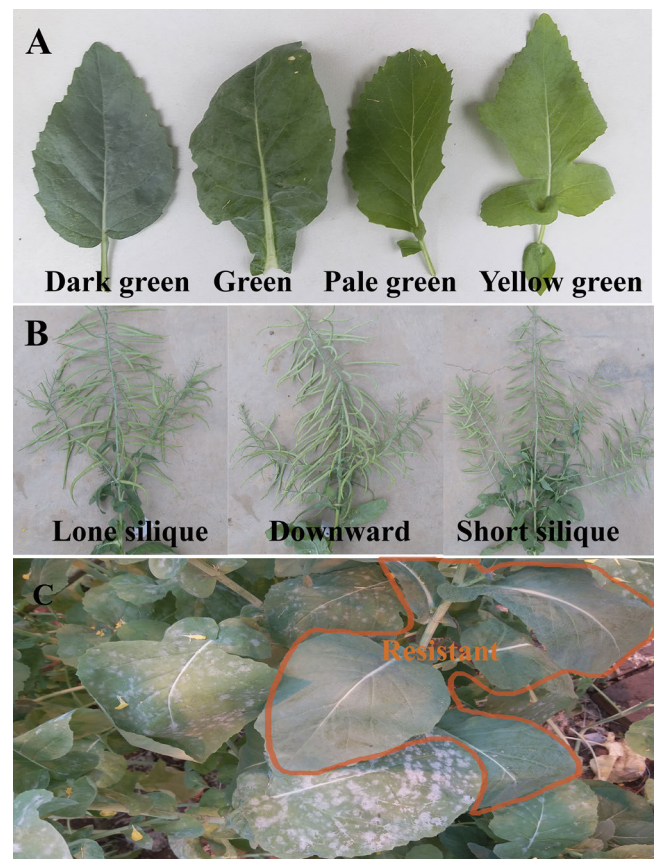 A
Dark green Green Pale green Yellow green
B
Lone silique Downward Short silique
C
Resistant